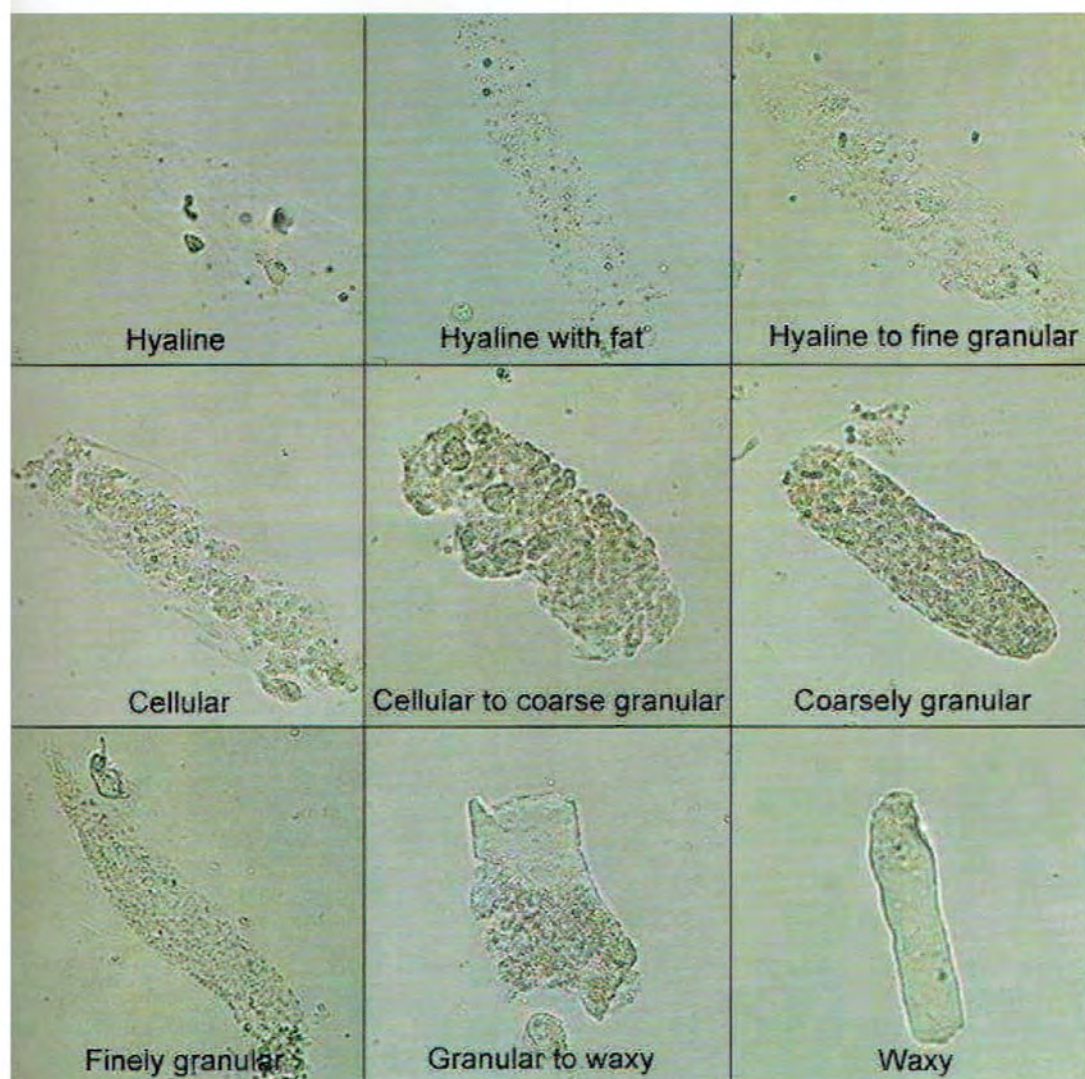 Hyaline
Hyaline with fat
Hyaline to fine granular
Cellular
Cellular to coarse granular
Coarsely granular
Finely granular
Granular to waxy
Waxy